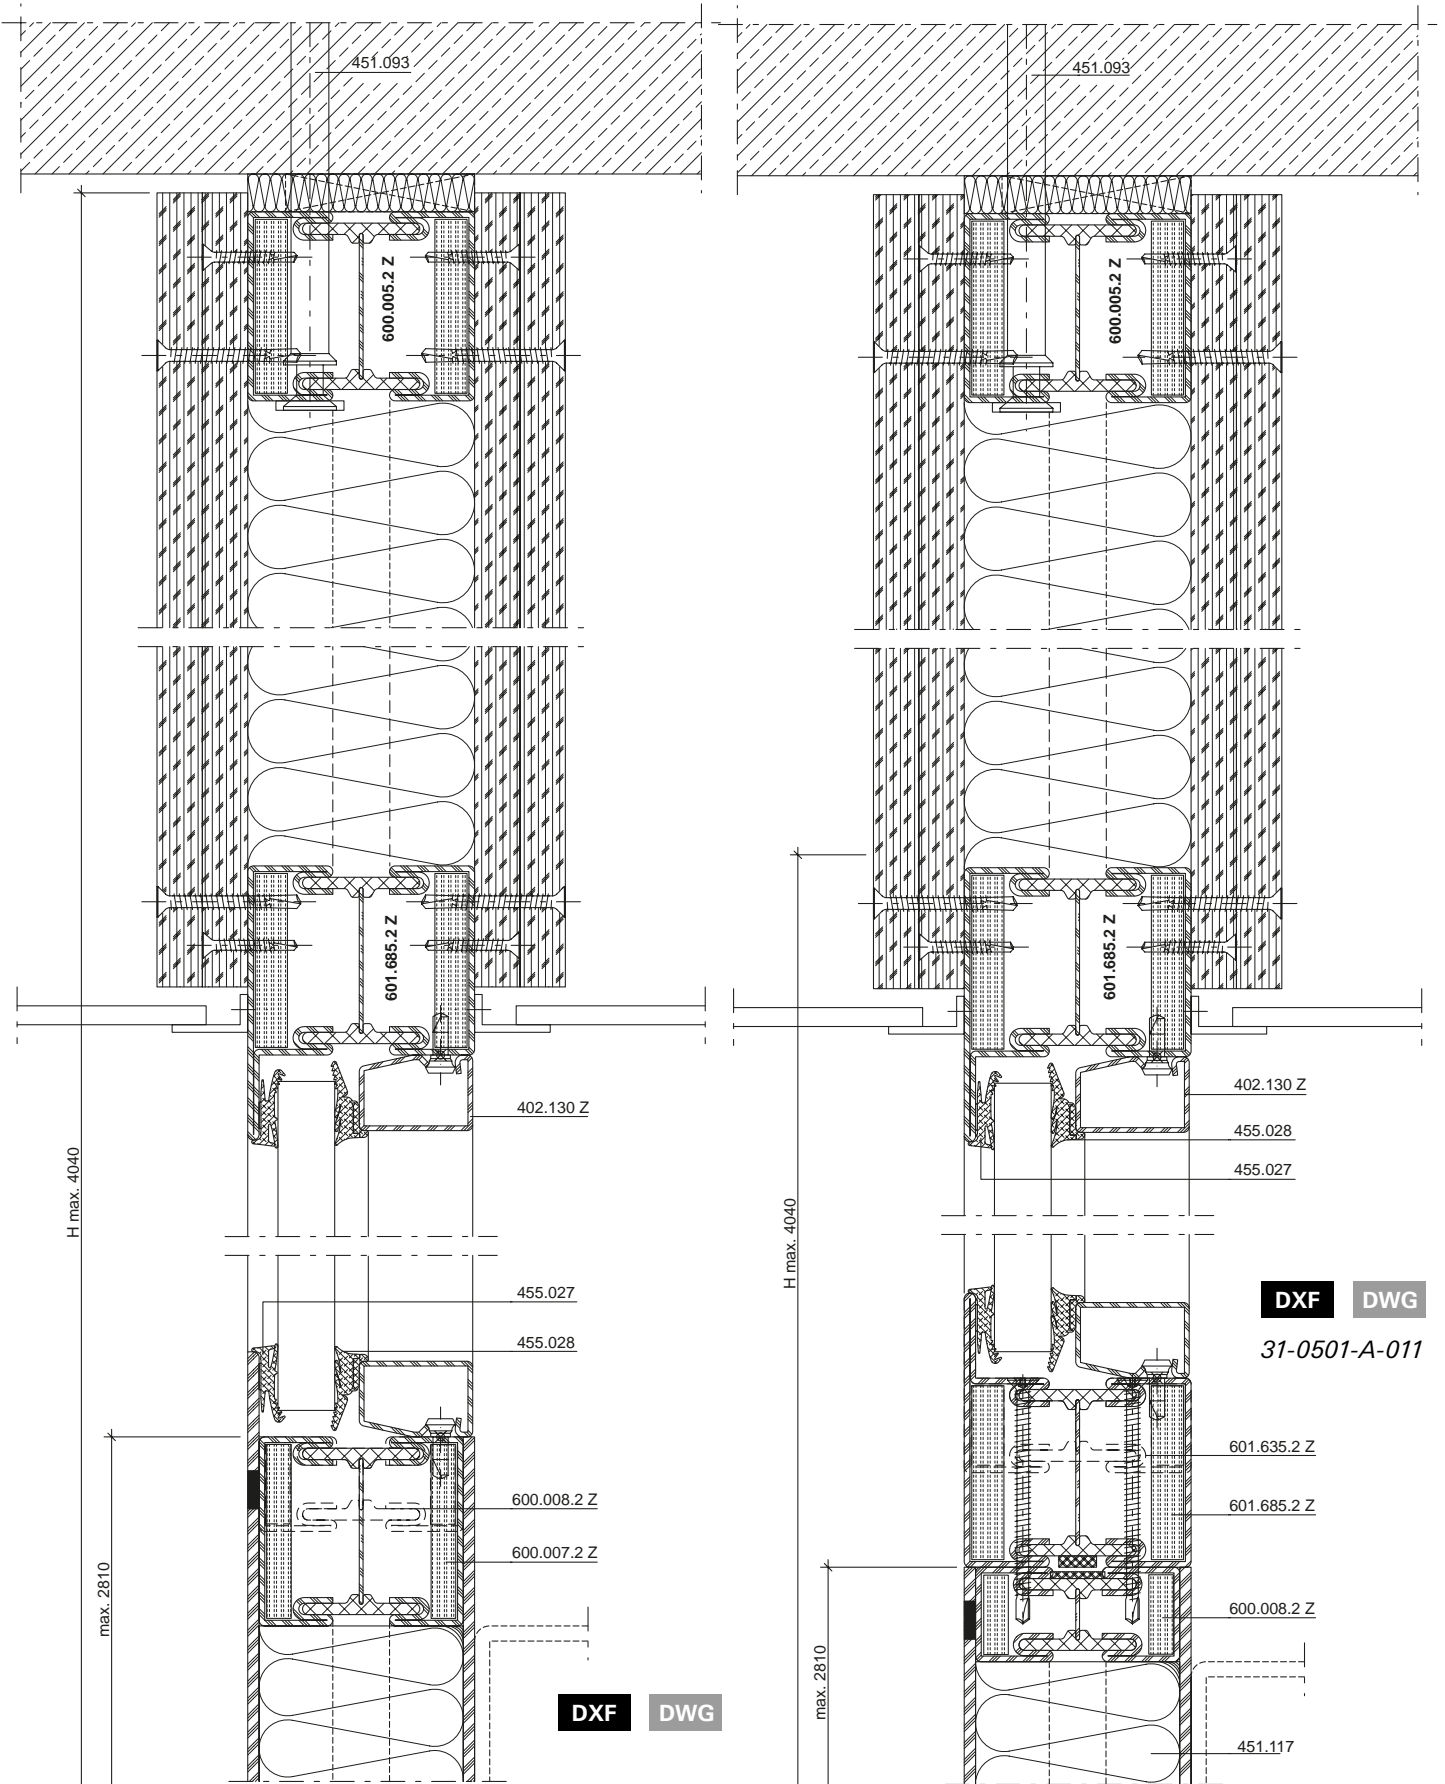 451.093
600.005.2 Z
601.685.2 Z
402.130 Z
H max. 4040
455.027
455.028
600.008.2 Z
600.007.2 Z
max. 2810
DXF DWG
451.093
600.005.2 Z
601.685.2 Z
402.130 Z
455.028
455.027
H max. 4040
DXF DWG
31-0501-A-011
601.635.2 Z
601.685.2 Z
600.008.2 Z
max. 2810
451.117